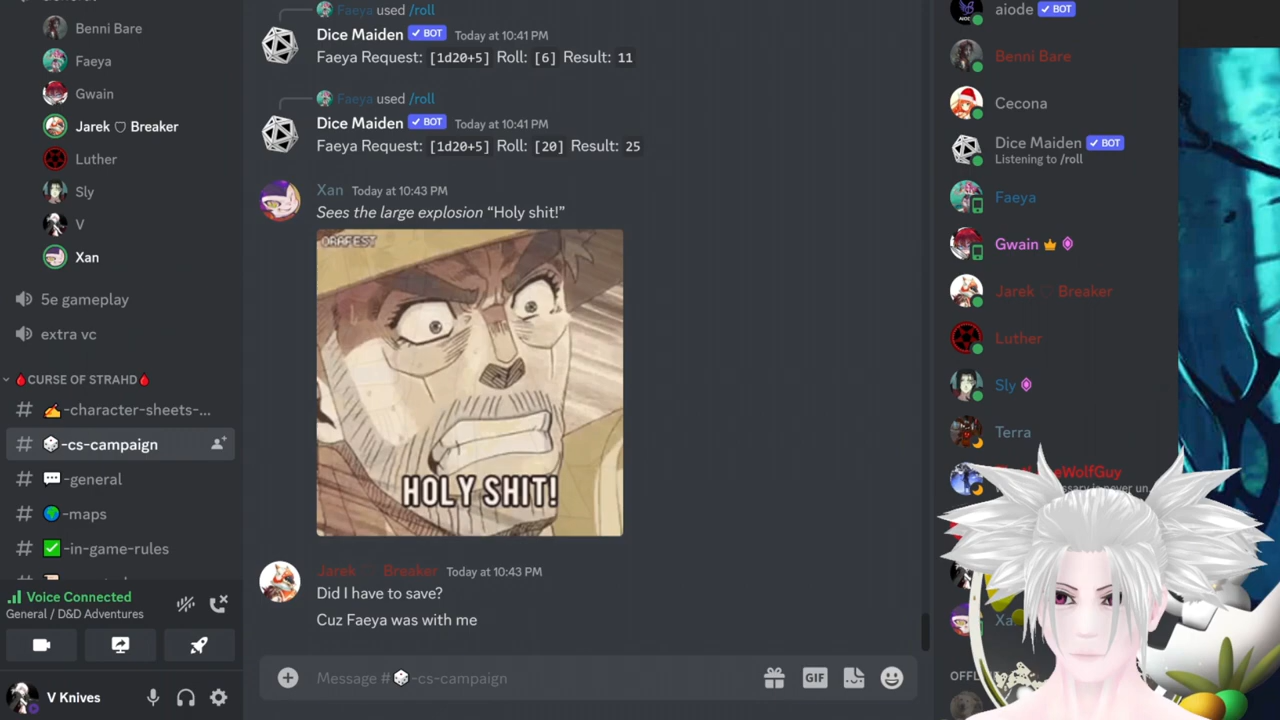 Benni Bare
Faeya
Gwain
Jarek ♡ Breaker
Luther
Sly
V
Xan
5e gameplay
extra vc
🩸CURSE OF STRAHD🩸
# ✍️-character-sheets-...
# 🎲-cs-campaign
# 💬-general
# 🌍-maps
# ✅-in-game-rules
Voice Connected
General / D&D Adventures
V Knives
Faeya used /roll
Dice Maiden ✓ BOT Today at 10:41 PM
Faeya Request: [1d20+5] Roll: [6] Result: 11
Faeya used /roll
Dice Maiden ✓ BOT Today at 10:41 PM
Faeya Request: [1d20+5] Roll: [20] Result: 25
Xan Today at 10:43 PM
Sees the large explosion “Holy shit!”
HOLY SHIT!
Jarek ♡ Breaker Today at 10:43 PM
Did I have to save?
Cuz Faeya was with me
Message #🎲-cs-campaign
GIF
aiode ✓ BOT
Benni Bare
Cecona
Dice Maiden ✓ BOT
Listening to /roll
Faeya
Gwain
Jarek ♡ Breaker
Luther
Sly
Terra
WolfGuy